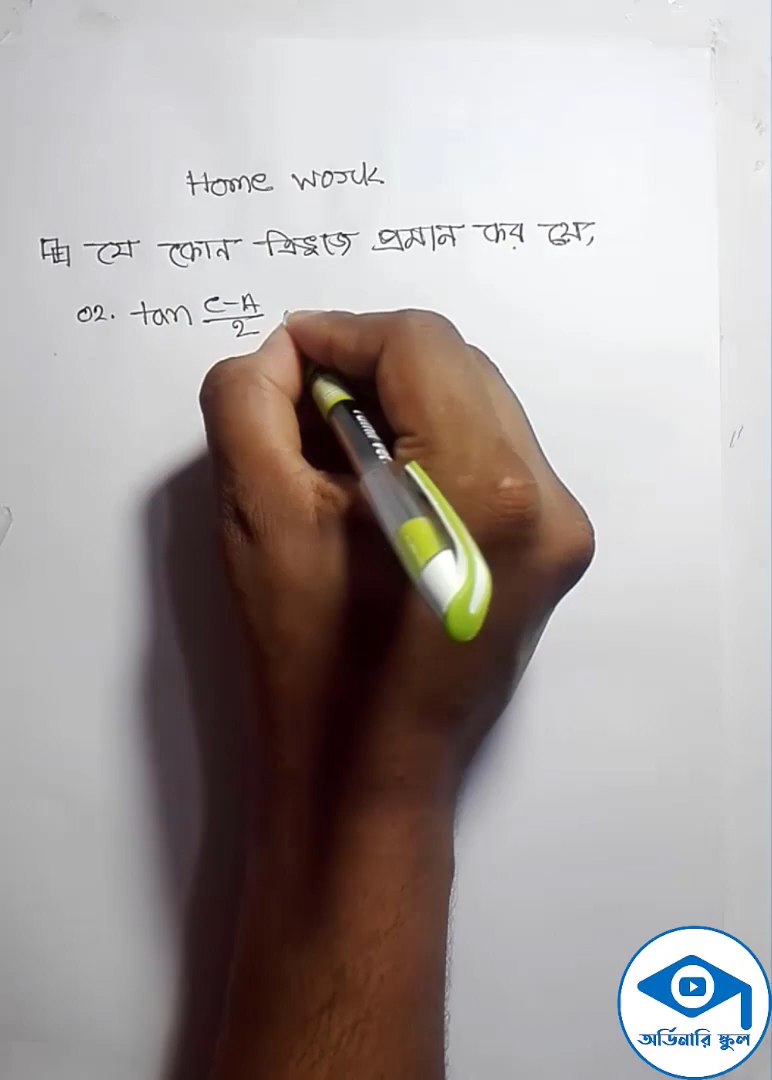 Home Work
যে কোন ত্রিভুজে প্রমান কর যে,
02. tan C-A/2
অর্ডিনারি স্কুল